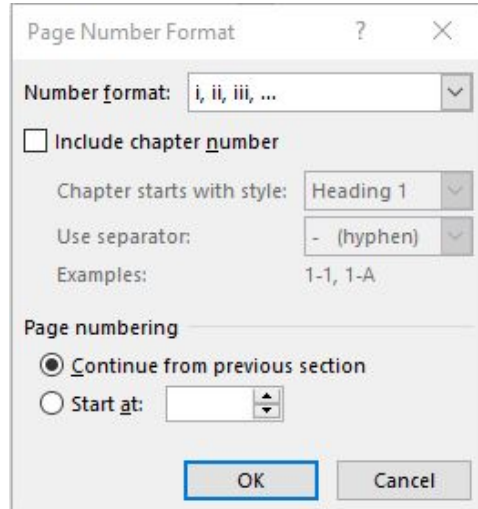 Page Number Format ? ×
Number format: i, ii, iii, ...
Include chapter number
Chapter starts with style: Heading 1
Use separator: - (hyphen)
Examples: 1-1, 1-A
Page numbering
Continue from previous section
Start at:
OK Cancel